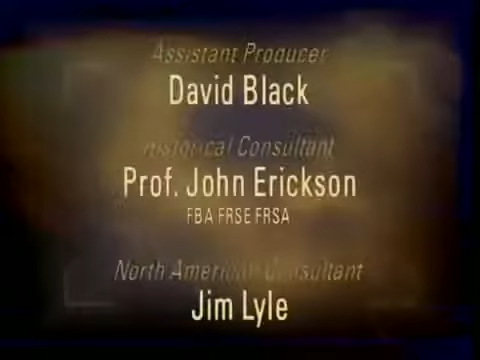 Assistant Producer
David Black
Historical Consultant
Prof. John Erickson
FBA FRSE FRSA
North American Consultant
Jim Lyle